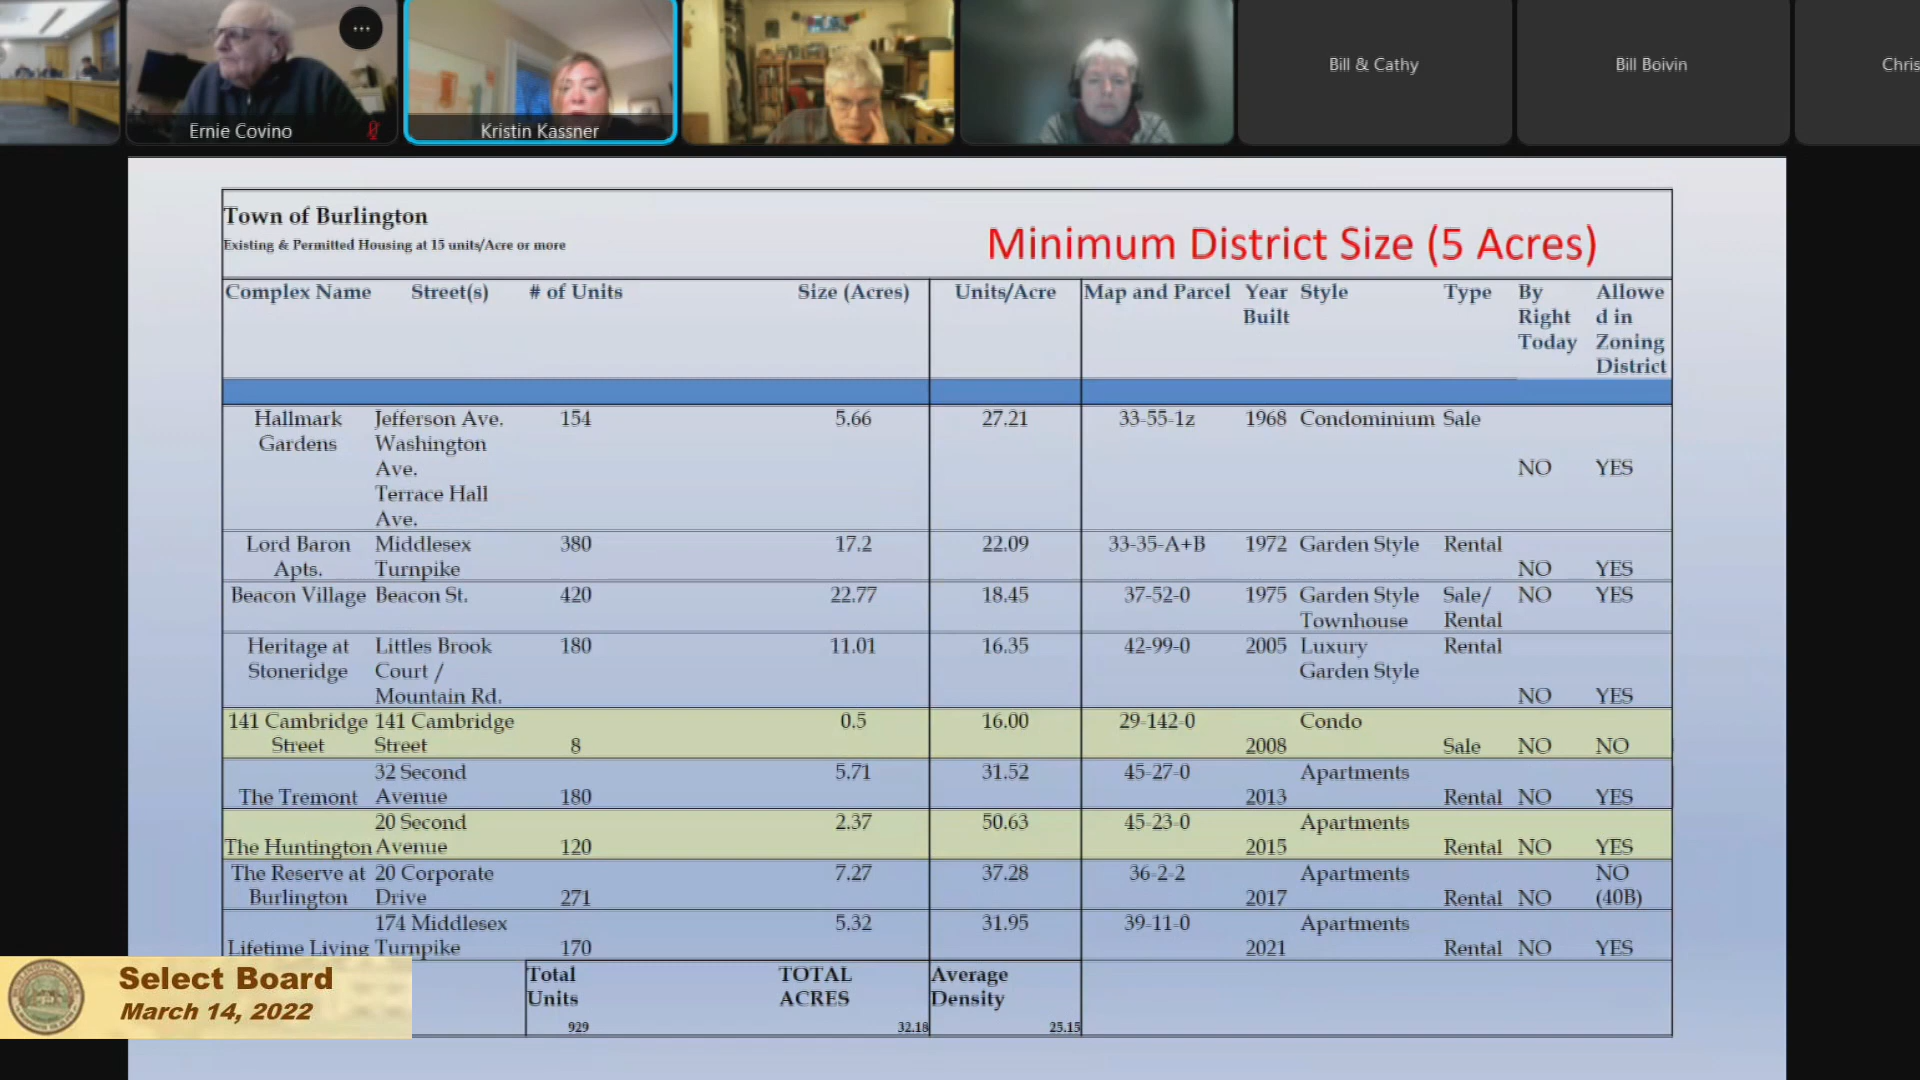 Ernie Covino
Kristin Kassner
Bill & Cathy
Bill Boivin
Chris
Town of Burlington
Existing & Permitted Housing at 15 units/Acre or more
Minimum District Size (5 Acres)
Complex Name Street(s) # of Units Size (Acres) Units/Acre Map and Parcel Year Built Style Type By Right Today Allowe d in Zoning District
Hallmark Gardens Jefferson Ave. Washington Ave. Terrace Hall Ave. 154 5.66 27.21 33-55-1z 1968 Condominium Sale NO YES
Lord Baron Apts. Middlesex Turnpike 380 17.2 22.09 33-35-A+B 1972 Garden Style Rental NO YES
Beacon Village Beacon St. 420 22.77 18.45 37-52-0 1975 Garden Style Townhouse Sale/ Rental NO YES
Heritage at Stoneridge Littles Brook Court / Mountain Rd. 180 11.01 16.35 42-99-0 2005 Luxury Garden Style Rental NO YES
141 Cambridge Street 141 Cambridge Street 8 0.5 16.00 29-142-0 2008 Condo Sale NO NO
The Tremont 32 Second Avenue 180 5.71 31.52 45-27-0 2013 Apartments Rental NO YES
The Huntington 20 Second Avenue 120 2.37 50.63 45-23-0 2015 Apartments Rental NO YES
The Reserve at Burlington 20 Corporate Drive 271 7.27 37.28 36-2-2 2017 Apartments Rental NO NO (40B)
Lifetime Living 174 Middlesex Turnpike 170 5.32 31.95 39-11-0 2021 Apartments Rental NO YES
Total Units TOTAL ACRES Average Density
929 32.18 25.15
Select Board
March 14, 2022